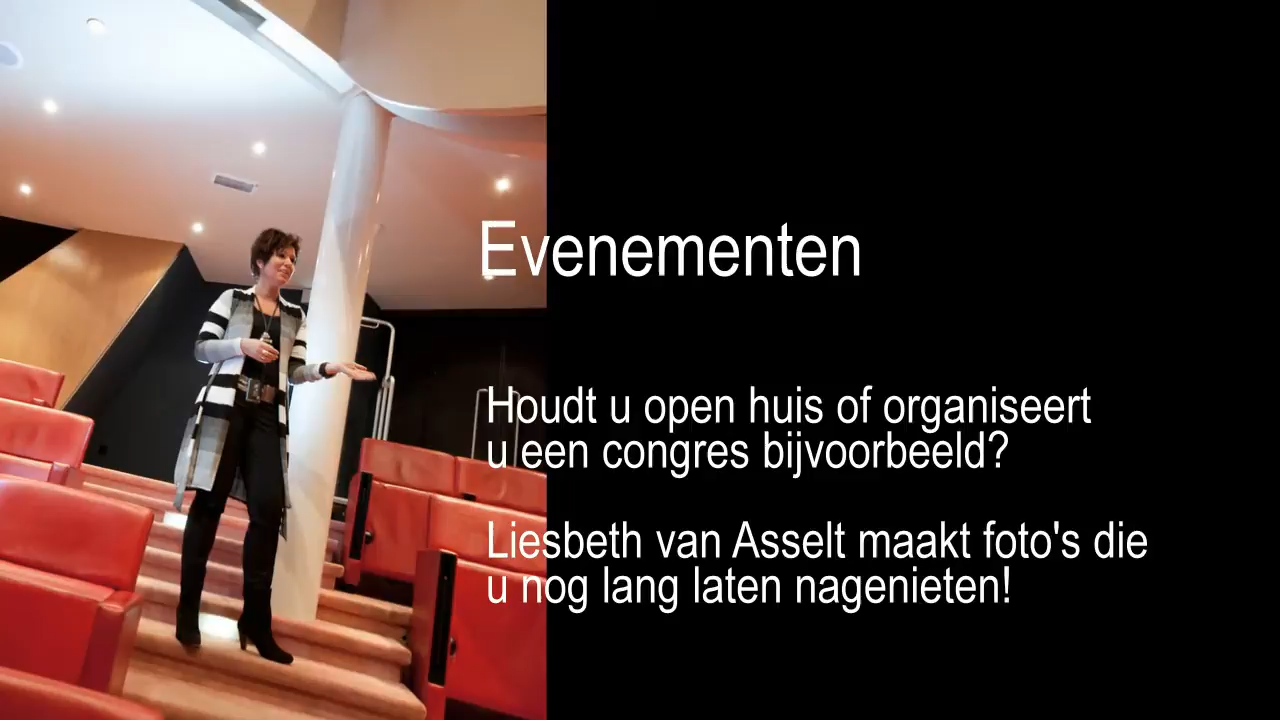 Evenementen
Houdt u open huis of organiseert
u een congres bijvoorbeeld?
Liesbeth van Asselt maakt foto's die
u nog lang laten nagenieten!